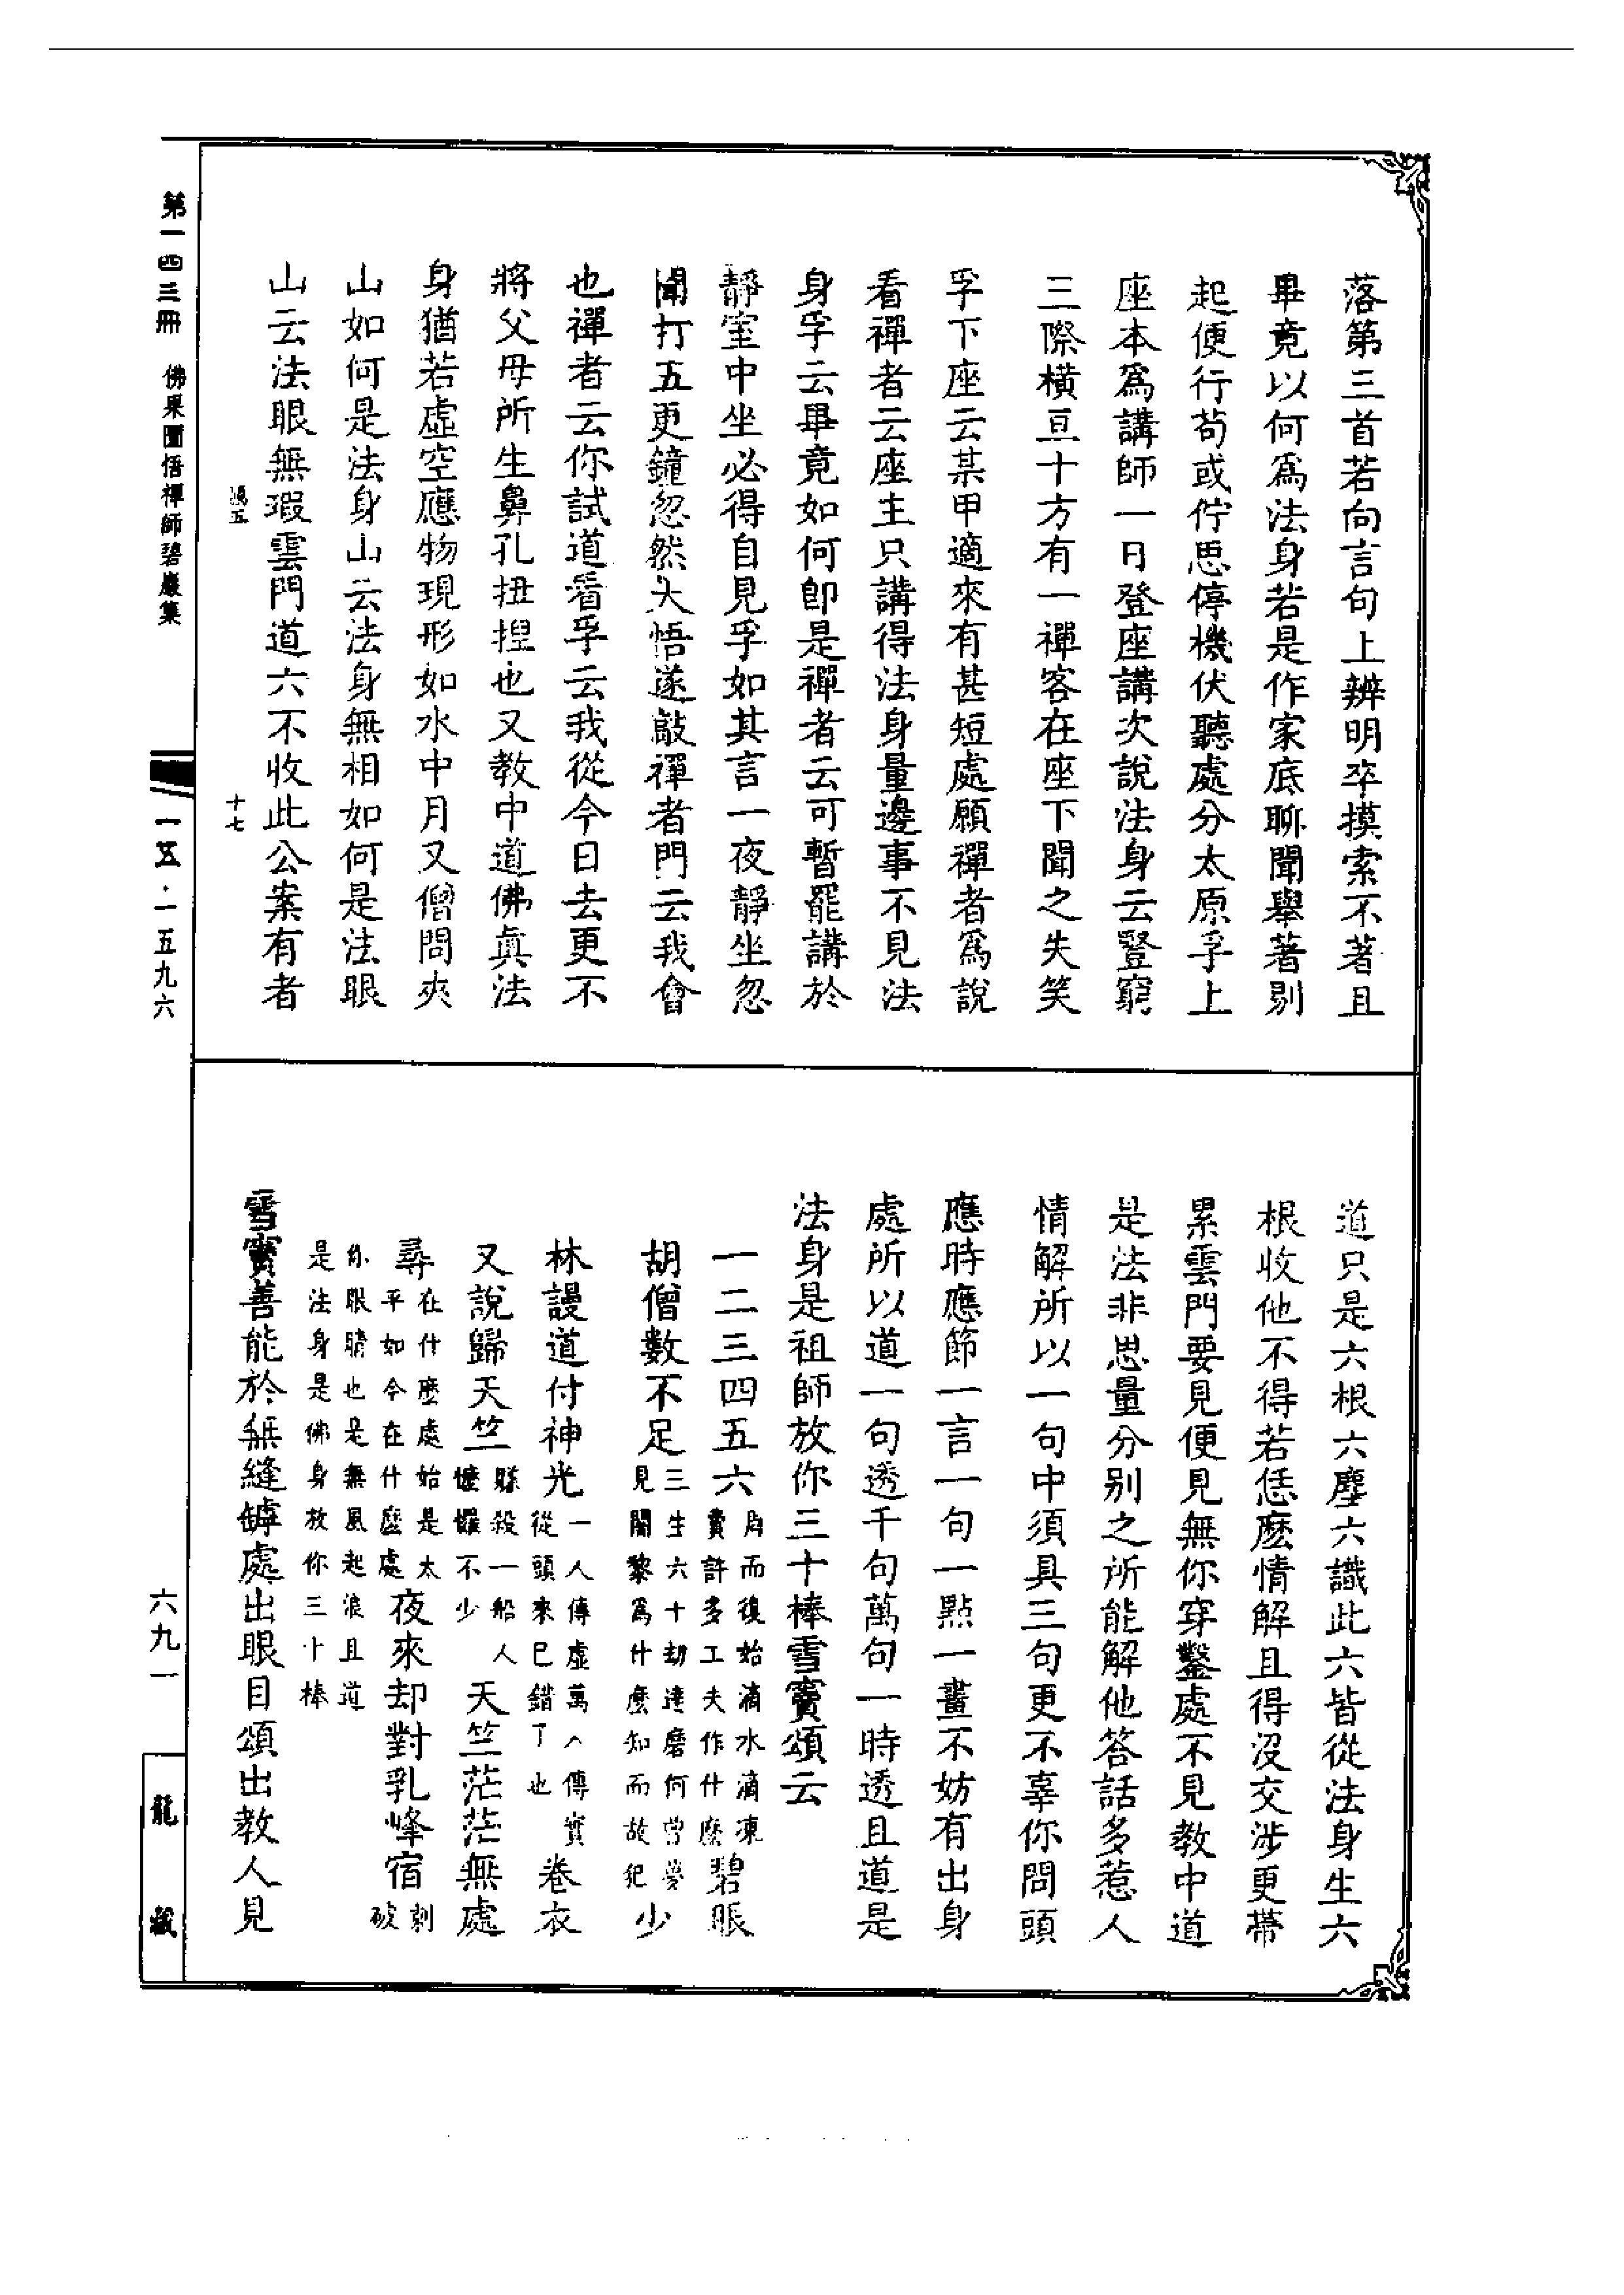 落第三首若向言句上辨明卒摸索不著且
畢竟以何爲法身若是作家底聊聞舉著剔
起便行苟或佇思停機伏聽處分太原孚上
座本爲講師一日登座講次說法身云豎窮
三際橫亘十方有一禪客在座下聞之失笑
孚下座云某甲適來有甚短處願禪者爲說
看禪者云座主只講得法身量邊事不見法
身孚云畢竟如何即是禪者云可暫罷講於
靜室中坐必得自見孚如其言一夜靜坐忽
聞打五更鐘忽然大悟遂敲禪者門云我會
也禪者云你試道看孚云我從今日去更不
將父母所生鼻孔扭揑也又教中道佛真法
身猶若虛空應物現形如水中月又僧問夾
山如何是法身山云法身無相如何是法眼
山云法眼無瑕雲門道六不收此公案有者
十七
道只是六根六塵六識此六皆從法身生六
根收他不得若恁麽情解且得沒交涉更帶
累雲門要見便見無你穿鑿處不見教中道
是法非思量分别之所能解他答話多惹人
情解所以一句中須具三句更不辜你問頭
應時應節一言一句一點一畫不妨有出身
處所以道一句透千句萬句一時透且道是
法身是祖師放你三十棒雪竇頌云
一二三四五六周而復始滴水滴凍費許多工夫作什麽碧眼
胡僧數不足三生六十劫達磨何曾夢見闍黎爲什麽知而故犯少
林謾道付神光一人傳虛萬人傳實從頭來巳錯了也卷衣
又說歸天竺賺殺一船人懡㦬不少天竺茫茫無處
尋在什麽處始是太平如今在什麽處夜來却對乳峰宿刺破
你眼睛也是無風起浪且道
是法身是佛身放你三十棒
雪竇善能於無縫罅處出眼目頌出教人見
第一四三冊 佛果圜悟禪師碧巖集
一五·一五九六
六九一
龍藏